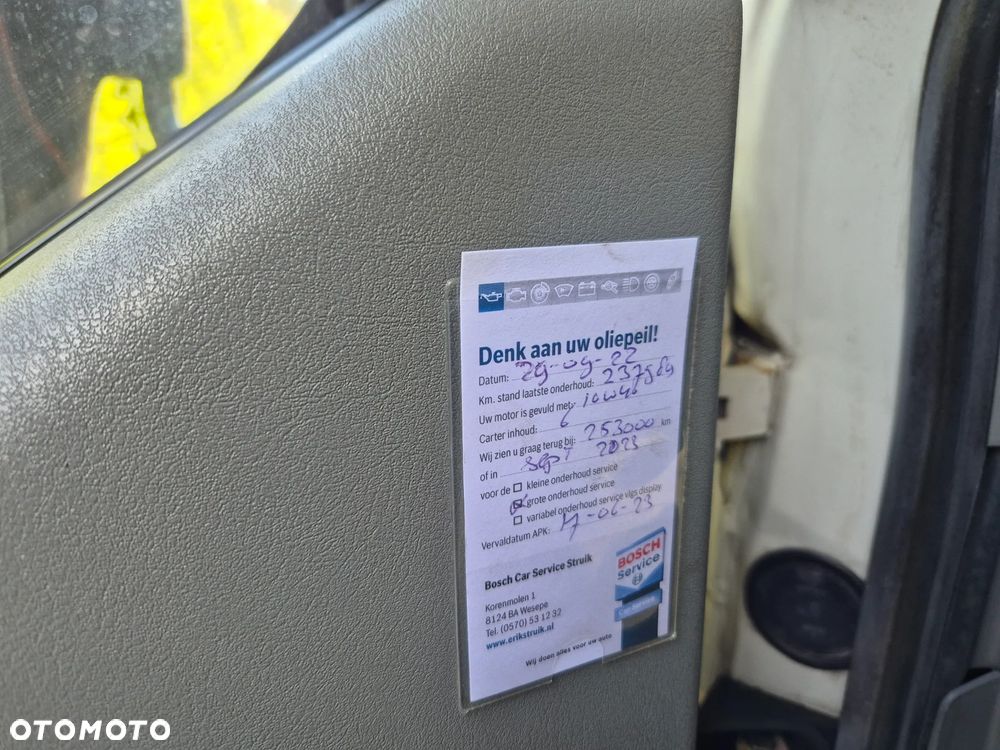 Denk aan uw oliepeil!
Datum: 29-09-22
Km. stand laatste onderhoud: 237989
Uw motor is gevuld met: 10W40
Carter inhoud: 6
Wij zien u graag terug bij: 253000 km
of in sept 2023
voor de kleine onderhoud service
grote onderhoud service
variabel onderhoud service vlgs display
Vervaldatum APK: 17-06-23
Bosch Car Service Struik
Korenmolen 1
8124 BA Wesepe
Tel. (0570) 53 12 32
www.erikstruik.nl
BOSCH
Service
Car Service
Wij doen alles voor uw auto
OTOMOTO